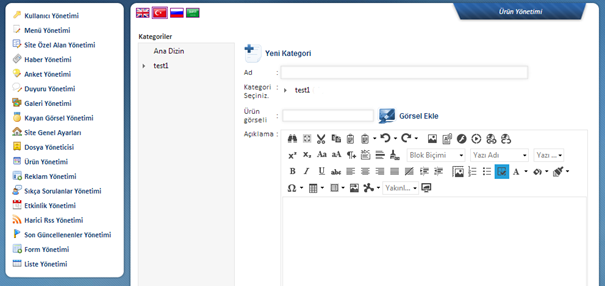 Kullanıcı Yönetimi
Menü Yönetimi
Site Özel Alan Yönetimi
Haber Yönetimi
Anket Yönetimi
Duyuru Yönetimi
Galeri Yönetimi
Kayan Görsel Yönetimi
Site Genel Ayarları
Dosya Yöneticisi
Ürün Yönetimi
Reklam Yönetimi
Sıkça Sorulanlar Yönetimi
Etkinlik Yönetimi
Harici Rss Yönetimi
Son Güncellenenler Yönetimi
Form Yönetimi
Liste Yönetimi
Ürün Yönetimi
Kategoriler
Ana Dizin
test1
Yeni Kategori
Ad :
Kategori :
Seçiniz.
test1
Ürün :
görseli
Görsel Ekle
Açıklama :
Blok Biçimi
Yazı Adı
Yazı ...
B I U abc
A
Yakınl...